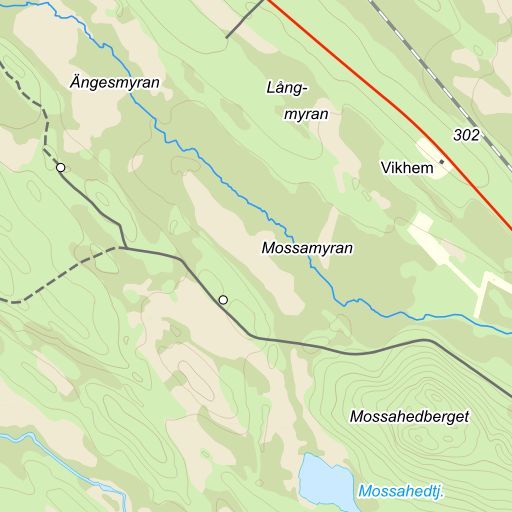 Ängesmyran
Lång-
myran
302
Vikhem
Mossamyran
Mossahedberget
Mossahedtj.